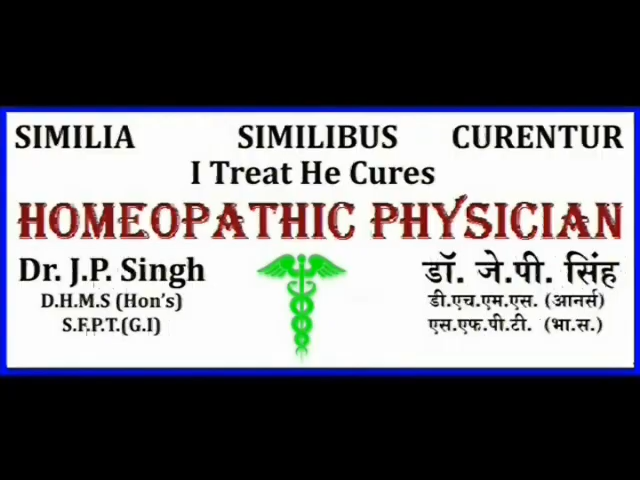 SIMILIA SIMILIBUS CURENTUR
I Treat He Cures
HOMEOPATHIC PHYSICIAN
Dr. J.P. Singh
D.H.M.S (Hon's)
S.F.P.T.(G.I)
डॉ. जे.पी. सिंह
डी.एच.एम.एस. (आनर्स)
एस.एफ.पी.टी. (भा.स.)